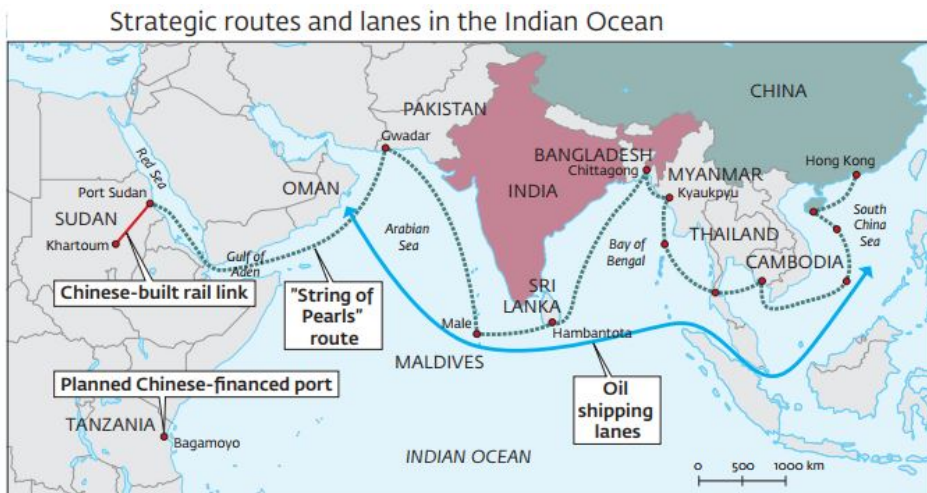 Strategic routes and lanes in the Indian Ocean
CHINA
PAKISTAN
Gwadar
BANGLADESH
Chittagong
Hong Kong
MYANMAR
Kyaukpyu
Red Sea
OMAN
INDIA
Port Sudan
SUDAN
Khartoum
Arabian
Sea
South
China
Sea
THAILAND
Bay of
Bengal
CAMBODIA
Gulf of
Aden
Chinese-built rail link
"String of
Pearls"
route
SRI
LANKA
Male
Hambantota
MALDIVES
Planned Chinese-financed port
Oil
shipping
lanes
TANZANIA
Bagamoyo
INDIAN OCEAN
0 500 1000 km